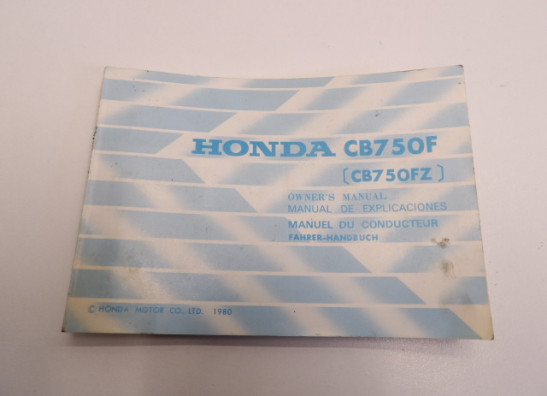 HONDA CB750F
[CB750FZ]
OWNER'S MANUAL
MANUAL DE EXPLICACIONES
MANUEL DU CONDUCTEUR
FAHRER-HANDBUCH
© HONDA MOTOR CO., LTD. 1980